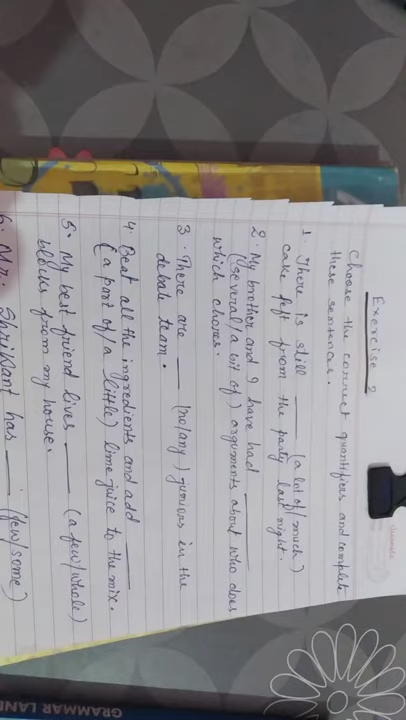 Exercise 2
Choose the correct quantifiers and complete
these sentences.
1. There is still ____ (a lot of/much)
cake left from the party last night.
2. My brother and I have had ____
(several/a bit of) arguments about who does
which chores.
3. There are ____ (no/any) juniors in the
debate team.
4. Beat all the ingredients and add ____
(a pint of/a little) lime juice to the mix.
5. My best friend lives ____ (a few/whole)
blocks from my house.
6. Mr. Shrikant has ____ (few/some)
GRAMMAR LAND